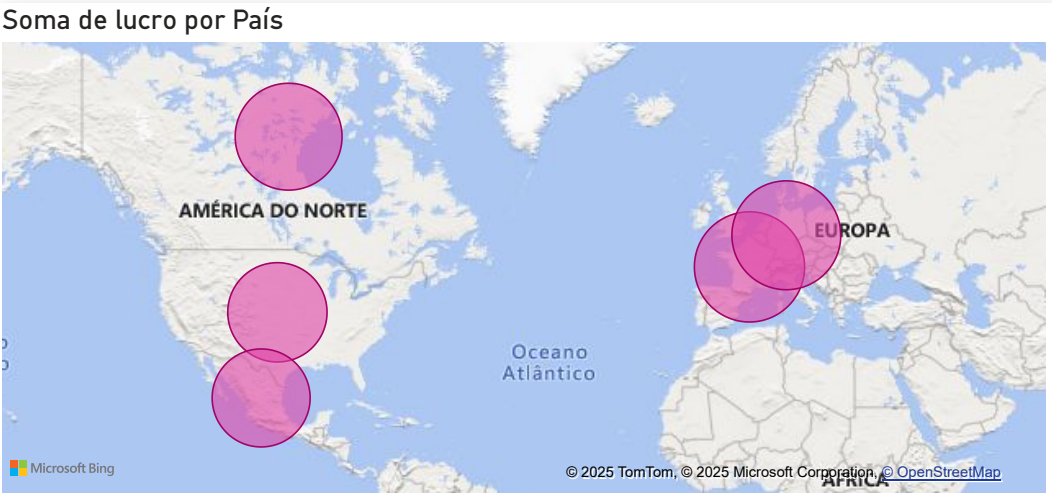 Soma de lucro por País
AMÉRICA DO NORTE
EUROPA
Oceano
Atlântico
Microsoft Bing
© 2025 TomTom, © 2025 Microsoft Corporation, © OpenStreetMap
ÁFRICA